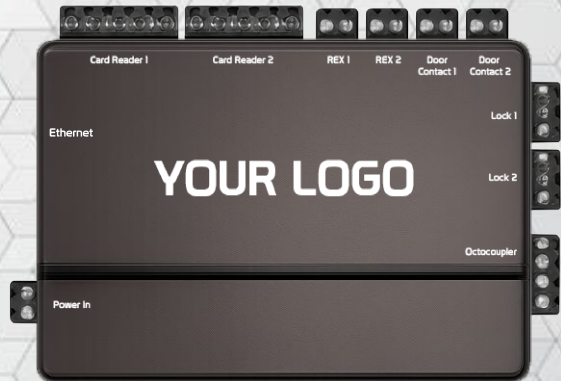 Card Reader 1
Card Reader 2
REX 1
REX 2
Door
Contact 1
Door
Contact 2
Lock 1
Ethernet
YOUR LOGO
Lock 2
Octocoupler
Power In